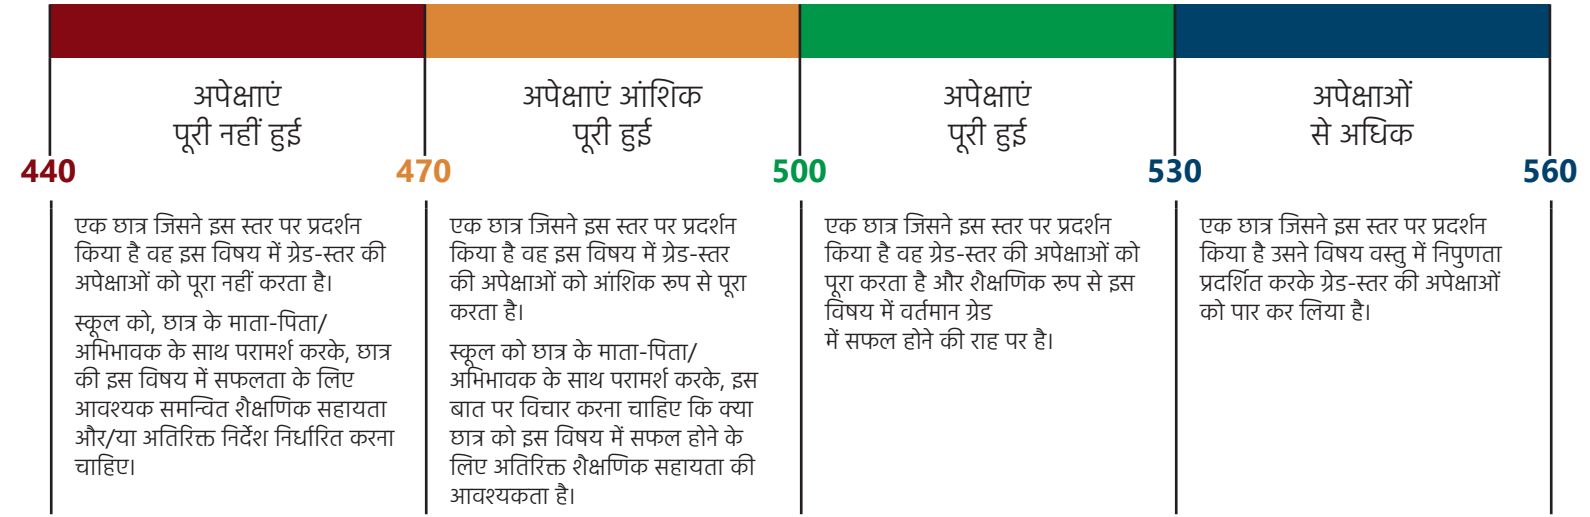 अपेक्षाएं
पूरी नहीं हुई
अपेक्षाएं आंशिक
पूरी हुई
अपेक्षाएं
पूरी हुई
अपेक्षाओं
से अधिक
440
470
500
530
560
एक छात्र जिसने इस स्तर पर प्रदर्शन
किया है वह इस विषय में ग्रेड-स्तर की
अपेक्षाओं को पूरा नहीं करता है।
स्कूल को, छात्र के माता-पिता/
अभिभावक के साथ परामर्श करके, छात्र
की इस विषय में सफलता के लिए
आवश्यक समन्वित शैक्षणिक सहायता
और/या अतिरिक्त निर्देश निर्धारित करना
चाहिए।
एक छात्र जिसने इस स्तर पर प्रदर्शन
किया है वह इस विषय में ग्रेड-स्तर
की अपेक्षाओं को आंशिक रूप से पूरा
करता है।
स्कूल को छात्र के माता-पिता/
अभिभावक के साथ परामर्श करके, इस
बात पर विचार करना चाहिए कि क्या
छात्र को इस विषय में सफल होने के
लिए अतिरिक्त शैक्षणिक सहायता की
आवश्यकता है।
एक छात्र जिसने इस स्तर पर प्रदर्शन
किया है वह ग्रेड-स्तर की अपेक्षाओं को
पूरा करता है और शैक्षणिक रूप से इस
विषय में वर्तमान ग्रेड
में सफल होने की राह पर है।
एक छात्र जिसने इस स्तर पर प्रदर्शन
किया है उसने विषय वस्तु में निपुणता
प्रदर्शित करके ग्रेड-स्तर की अपेक्षाओं
को पार कर लिया है।